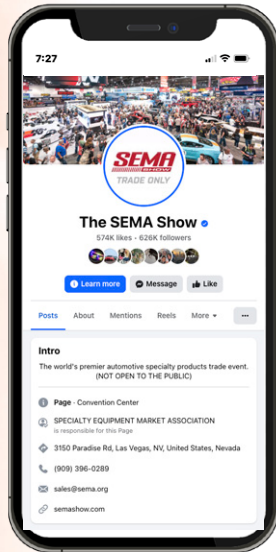 7:27
SEMA
SHOW
TRADE ONLY
The SEMA Show
574K likes • 626K followers
Learn more
Message
Like
Posts
About
Mentions
Reels
More
Intro
The world's premier automotive specialty products trade event.
(NOT OPEN TO THE PUBLIC)
Page · Convention Center
SPECIALTY EQUIPMENT MARKET ASSOCIATION
is responsible for this Page
3150 Paradise Rd, Las Vegas, NV, United States, Nevada
(909) 396-0289
sales@sema.org
semashow.com